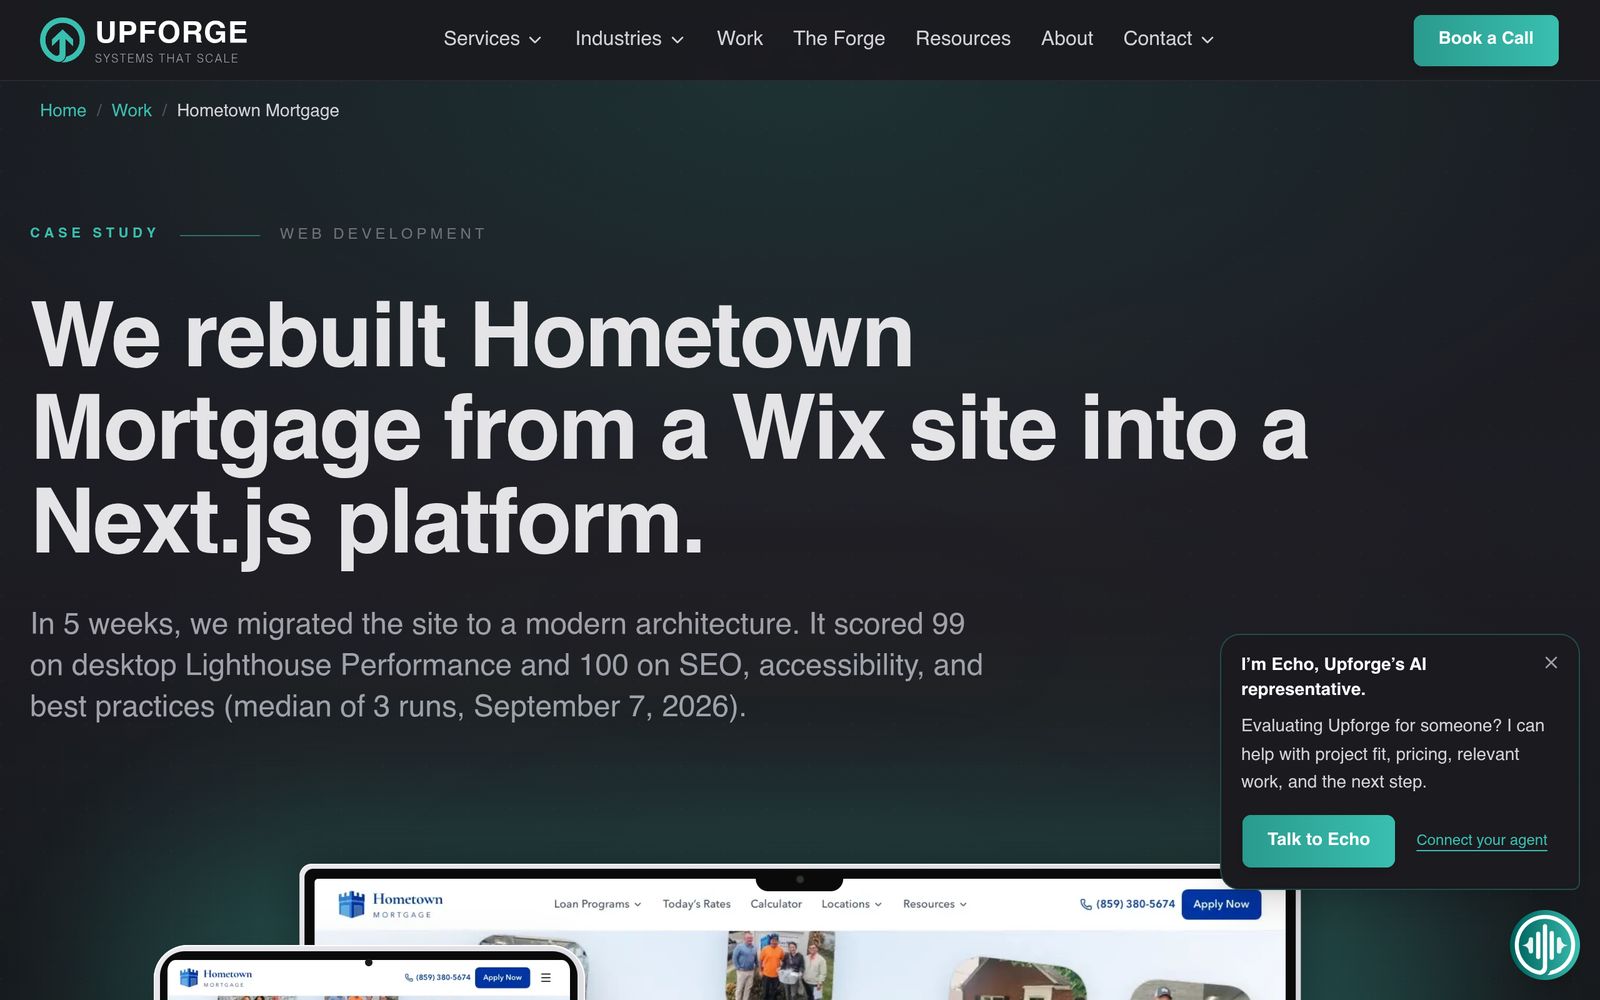 UPFORGE
SYSTEMS THAT SCALE
Services
Industries
Work
The Forge
Resources
About
Contact
Book a Call
Home / Work / Hometown Mortgage
CASE STUDY
WEB DEVELOPMENT
We rebuilt Hometown
Mortgage from a Wix site into a
Next.js platform.
In 5 weeks, we migrated the site to a modern architecture. It scored 99
on desktop Lighthouse Performance and 100 on SEO, accessibility, and
best practices (median of 3 runs, September 7, 2026).
I'm Echo, Upforge's AI
representative.
Evaluating Upforge for someone? I can
help with project fit, pricing, relevant
work, and the next step.
Talk to Echo
Connect your agent
Hometown
MORTGAGE
Loan Programs
Today's Rates
Calculator
Locations
Resources
(859) 380-5674
Apply Now
Hometown
MORTGAGE
(859) 380-5674
Apply Now